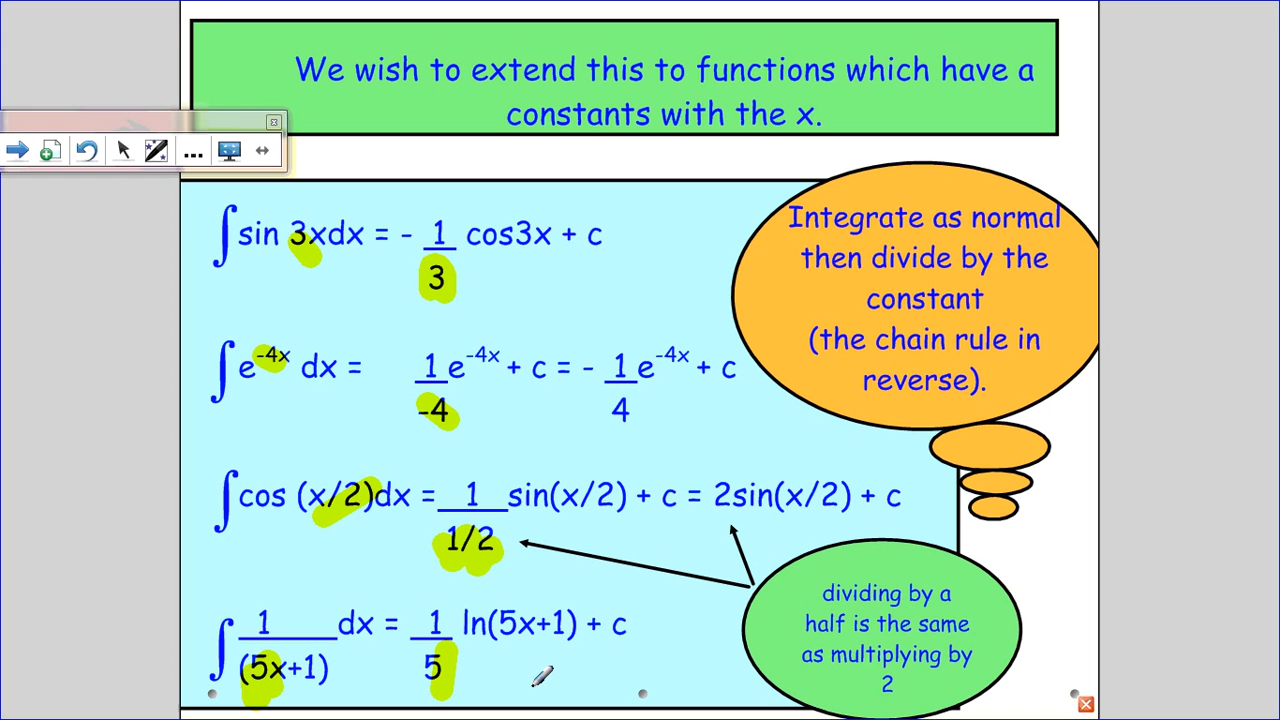 We wish to extend this to functions which have a
constants with the x.
∫sin 3xdx = - 1/3 cos3x + c
∫e^-4x dx = 1/-4 e^-4x + c = - 1/4 e^-4x + c
∫cos (x/2)dx = 1/(1/2) sin(x/2) + c = 2sin(x/2) + c
∫1/(5x+1) dx = 1/5 ln(5x+1) + c
Integrate as normal
then divide by the
constant
(the chain rule in
reverse).
dividing by a
half is the same
as multiplying by
2